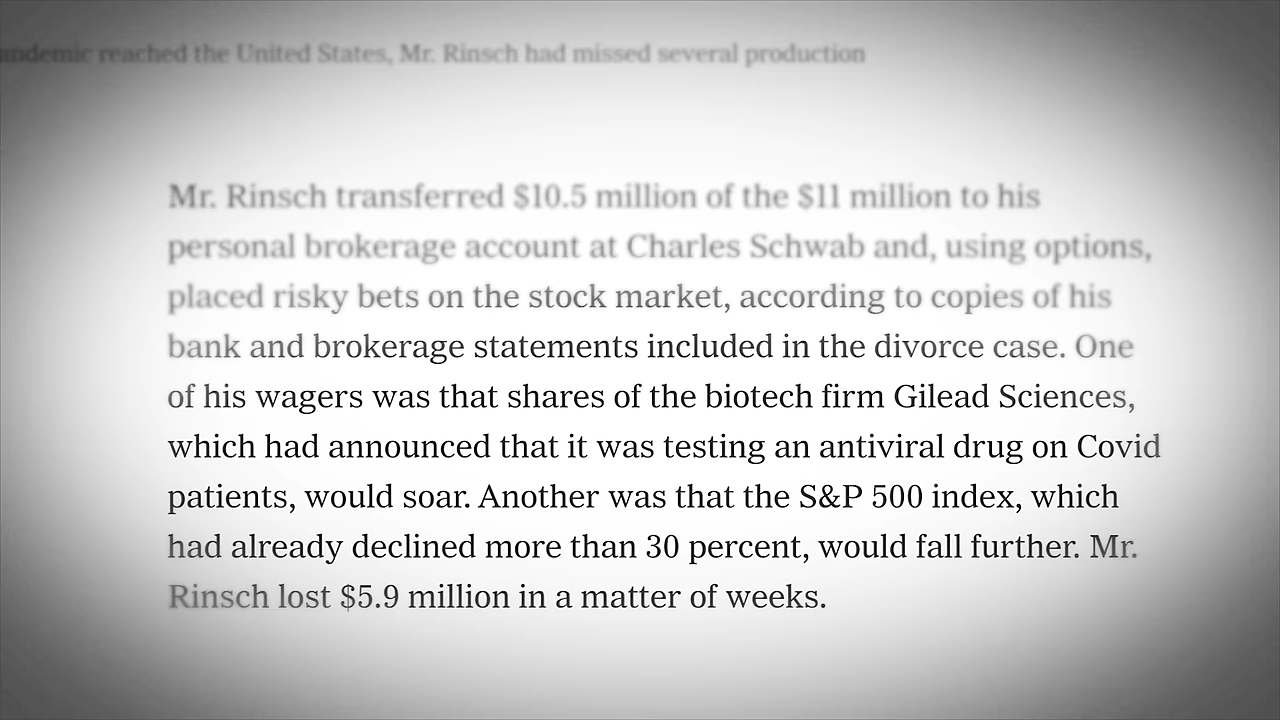 andemic reached the United States, Mr. Rinsch had missed several production
Mr. Rinsch transferred $10.5 million of the $11 million to his
personal brokerage account at Charles Schwab and, using options,
placed risky bets on the stock market, according to copies of his
bank and brokerage statements included in the divorce case. One
of his wagers was that shares of the biotech firm Gilead Sciences,
which had announced that it was testing an antiviral drug on Covid
patients, would soar. Another was that the S&P 500 index, which
had already declined more than 30 percent, would fall further. Mr.
Rinsch lost $5.9 million in a matter of weeks.